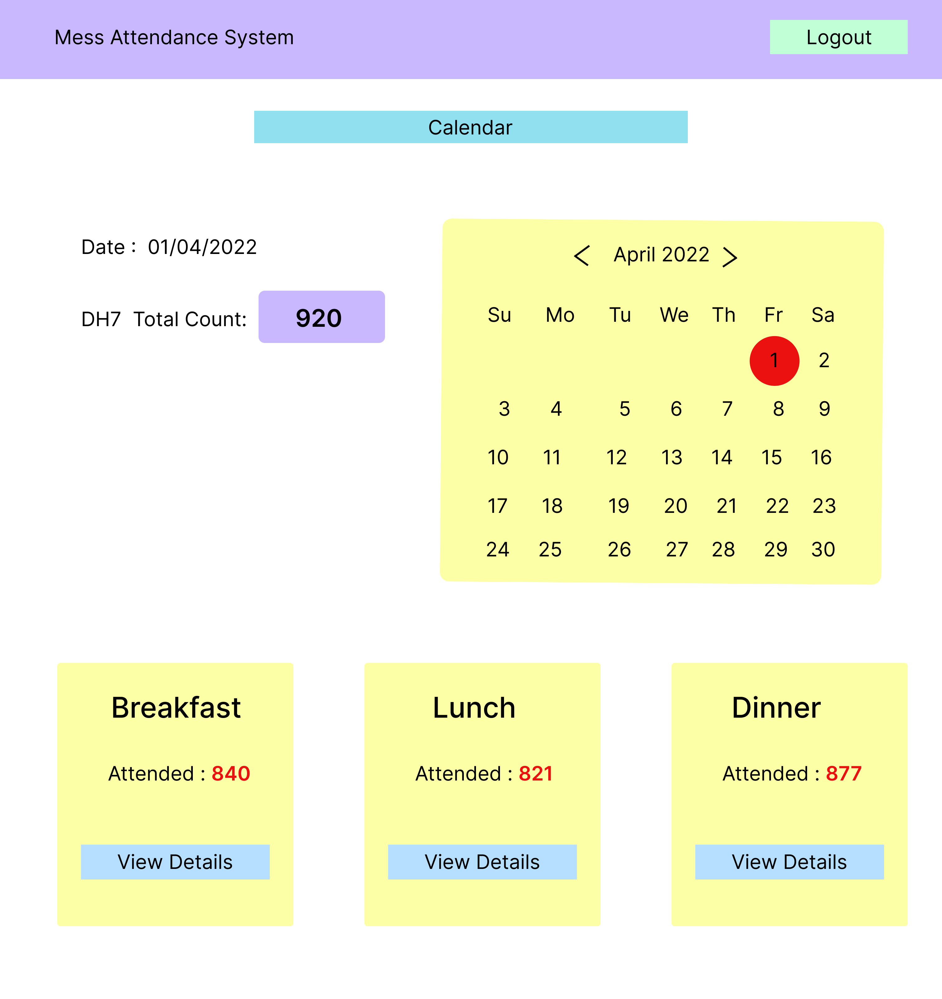 Mess Attendance System
Logout
Calendar
Date : 01/04/2022
DH7 Total Count: 920
April 2022
Su Mo Tu We Th Fr Sa
1 2
3 4 5 6 7 8 9
10 11 12 13 14 15 16
17 18 19 20 21 22 23
24 25 26 27 28 29 30
Breakfast
Attended : 840
View Details
Lunch
Attended : 821
View Details
Dinner
Attended : 877
View Details